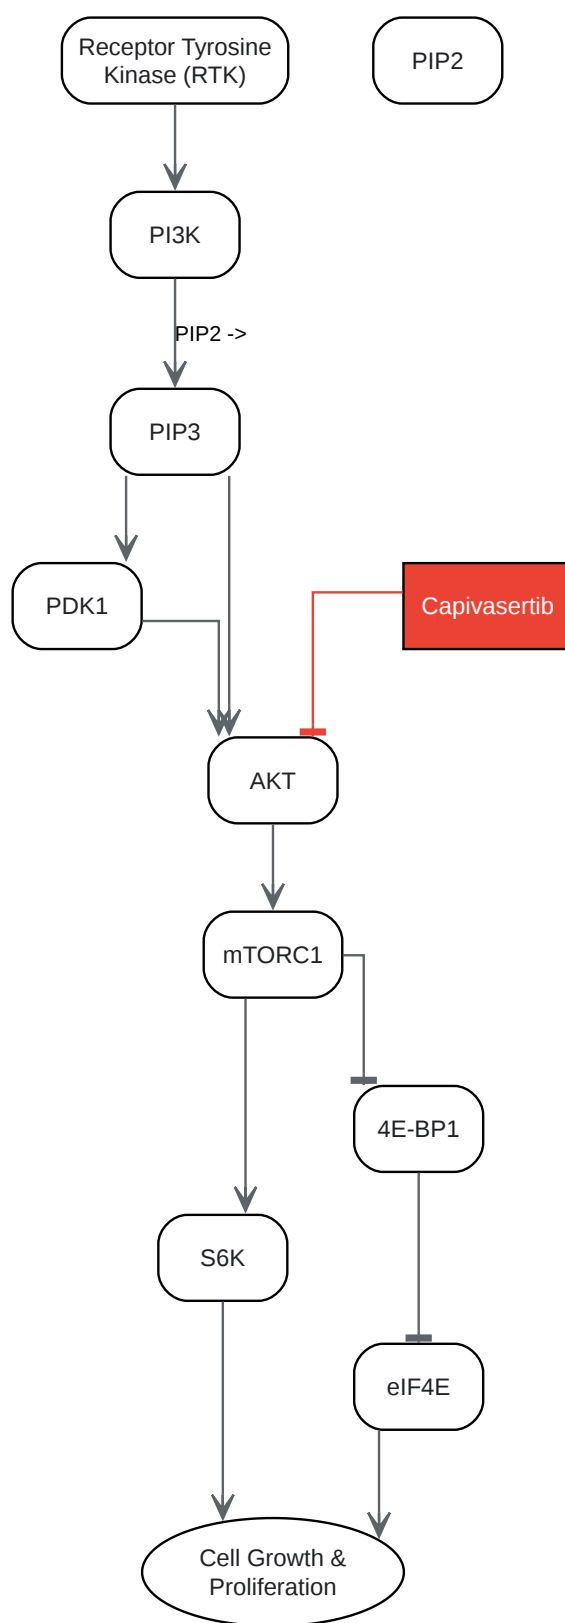 Receptor Tyrosine
Kinase (RTK)
PIP2
PI3K
PIP2 ->
PIP3
PDK1
Capivasertib
AKT
mTORC1
4E-BP1
S6K
eIF4E
Cell Growth &
Proliferation